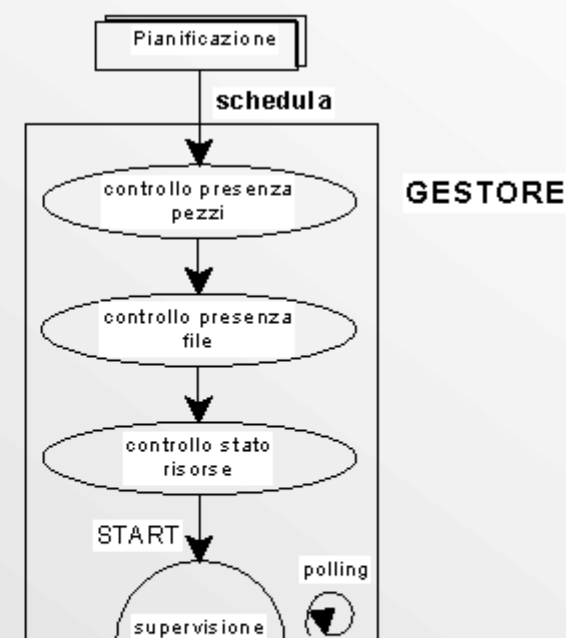 Pianificazione
schedula
GESTORE
controllo presenza
pezzi
controllo presenza
file
controllo stato
risorse
START
polling
supervisione